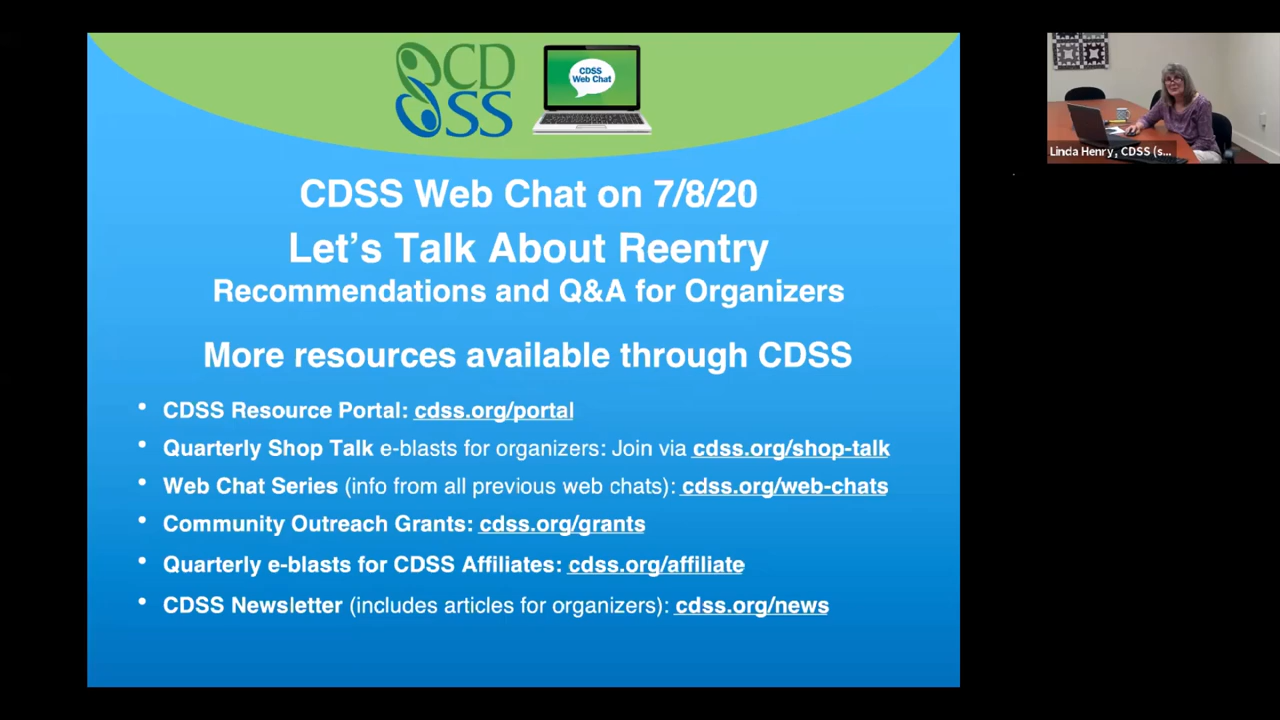 CD
SS
CDSS
Web Chat
Linda Henry, CDSS (s...
CDSS Web Chat on 7/8/20
Let's Talk About Reentry
Recommendations and Q&A for Organizers
More resources available through CDSS
• CDSS Resource Portal: cdss.org/portal
• Quarterly Shop Talk e-blasts for organizers: Join via cdss.org/shop-talk
• Web Chat Series (info from all previous web chats): cdss.org/web-chats
• Community Outreach Grants: cdss.org/grants
• Quarterly e-blasts for CDSS Affiliates: cdss.org/affiliate
• CDSS Newsletter (includes articles for organizers): cdss.org/news